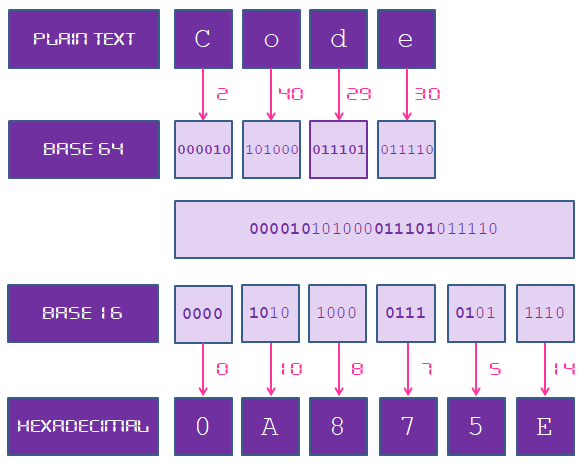 PLAIN TEXT C o d e
2 40 29 30
BASE 64 000010 101000 011101 011110
000010101000011101011110
BASE 16 0000 1010 1000 0111 0101 1110
0 10 8 7 5 14
HEXADECIMAL 0 A 8 7 5 E